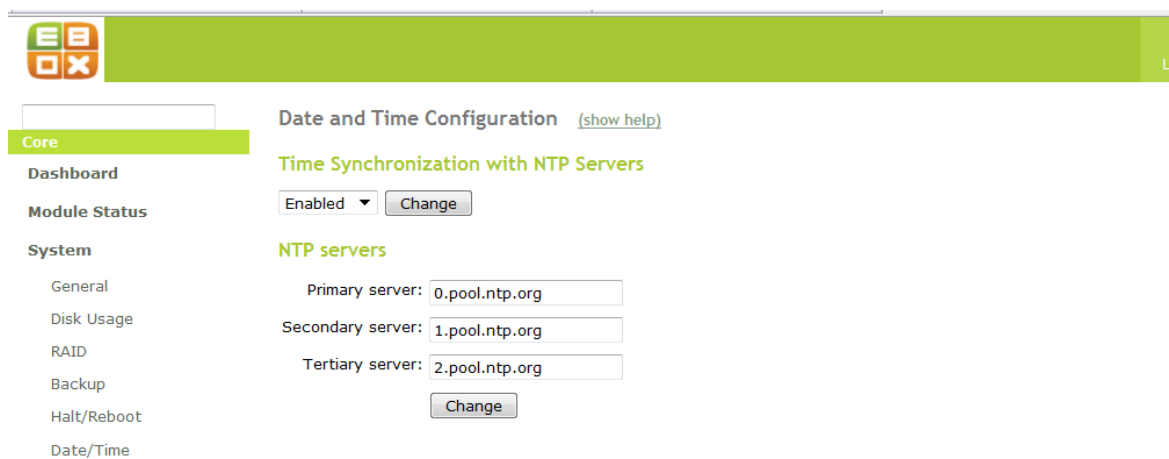 EBOX
L
Core
Dashboard
Module Status
System
General
Disk Usage
RAID
Backup
Halt/Reboot
Date/Time
Date and Time Configuration (show help)
Time Synchronization with NTP Servers
Enabled Change
NTP servers
Primary server: 0.pool.ntp.org
Secondary server: 1.pool.ntp.org
Tertiary server: 2.pool.ntp.org
Change